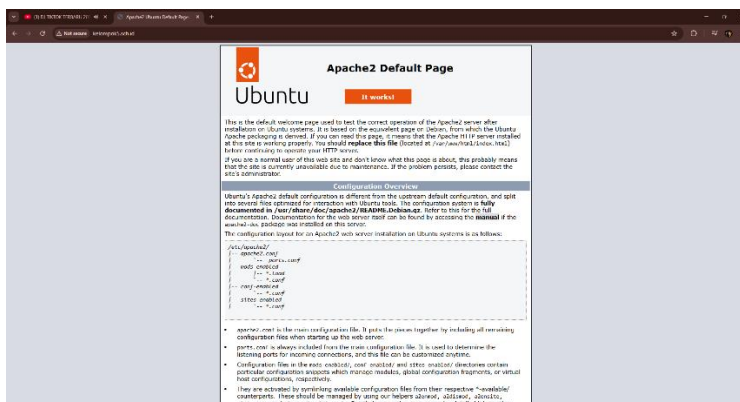 Apache2 Ubuntu Default Page
Not secure
Apache2 Default Page
Ubuntu
It works!
This is the default welcome page used to test the correct operation of the Apache2 server after
installation on Ubuntu systems. It is based on the equivalent page on Debian, from which the Ubuntu
Apache packaging is derived. If you can read this page, it means that the Apache HTTP server installed
at this site is working properly. You should replace this file (located at /var/www/html/index.html)
before continuing to operate your HTTP server.
If you are a normal user of this web site and don't know what this page is about, this probably means
that the site is currently unavailable due to maintenance. If the problem persists, please contact the
site's administrator.
Configuration Overview
Ubuntu's Apache2 default configuration is different from the upstream default configuration, and split
into several files optimized for interaction with Ubuntu tools. The configuration system is fully
documented in /usr/share/doc/apache2/README.Debian.gz. Refer to this for the full
documentation. Documentation for the web server itself can be found by accessing the manual if the
apache2-doc package was installed on this server.
The configuration layout for an Apache2 web server installation on Ubuntu systems is as follows:
/etc/apache2/
|-- apache2.conf
|   `-- ports.conf
|-- mods-enabled
|   |-- *.load
|   `-- *.conf
|-- conf-enabled
|   `-- *.conf
|-- sites-enabled
|   `-- *.conf
• apache2.conf is the main configuration file. It puts the pieces together by including all remaining
configuration files when starting up the web server.
• ports.conf is always included from the main configuration file. It is used to determine the
listening ports for incoming connections, and this file can be customized anytime.
• Configuration files in the mods-enabled/, conf-enabled/ and sites-enabled/ directories contain
particular configuration snippets which manage modules, global configuration fragments, or virtual
host configurations, respectively.
• They are activated by symlinking available configuration files from their respective *-available/
counterparts. These should be managed by using our helpers a2enmod, a2dismod, a2ensite,